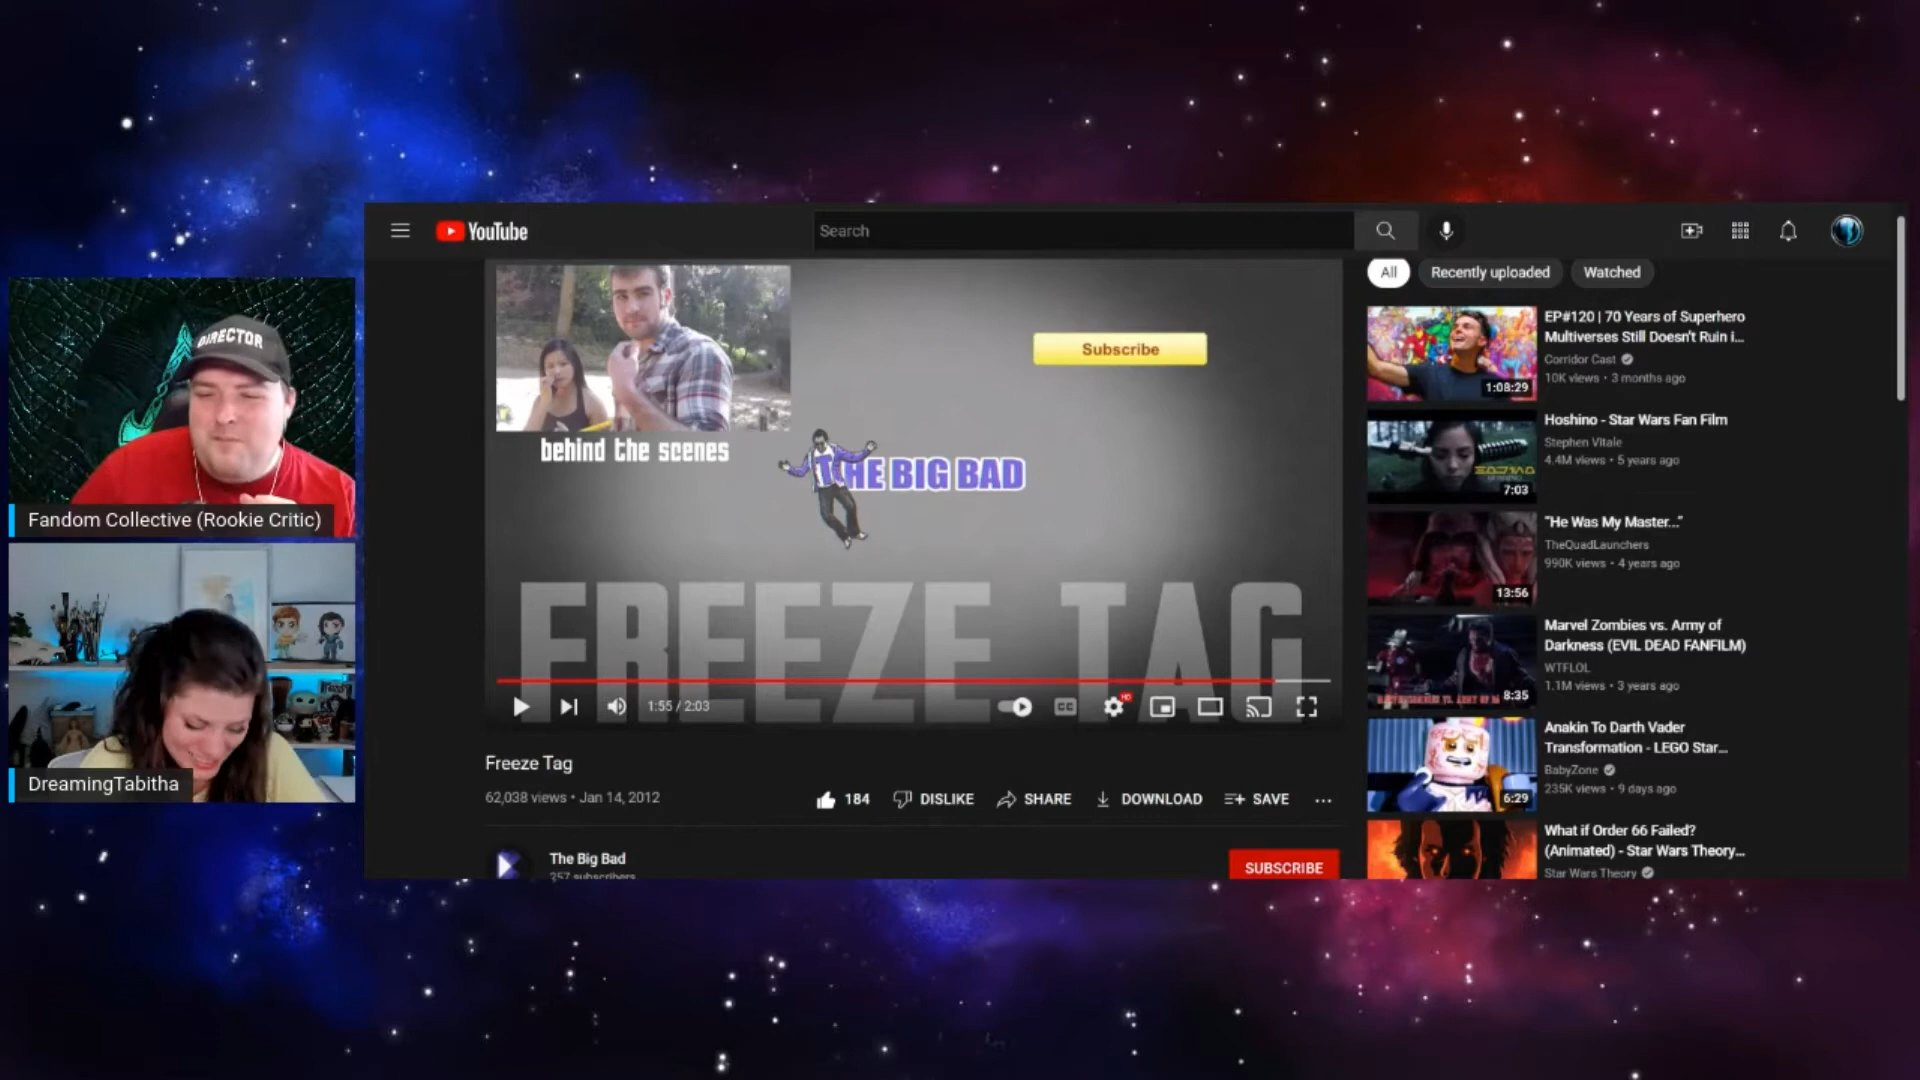 YouTube
Search
All
Recently uploaded
Watched
Subscribe
behind the scenes
THE BIG BAD
FREEZE TAG
1:55 / 2:03
CC
HD
Freeze Tag
62,038 views • Jan 14, 2012
184
DISLIKE
SHARE
DOWNLOAD
SAVE
The Big Bad
257 subscribers
SUBSCRIBE
EP#120 | 70 Years of Superhero
Multiverses Still Doesn't Ruin i...
Corridor Cast
10K views • 3 months ago
1:08:29
Hoshino - Star Wars Fan Film
Stephen Vitale
4.4M views • 5 years ago
7:03
"He Was My Master..."
TheQuadLaunchers
990K views • 4 years ago
13:56
Marvel Zombies vs. Army of
Darkness (EVIL DEAD FANFILM)
WTFLOL
1.1M views • 3 years ago
8:35
Anakin To Darth Vader
Transformation - LEGO Star...
BabyZone
235K views • 9 days ago
6:29
What if Order 66 Failed?
(Animated) - Star Wars Theory...
Star Wars Theory
DIRECTOR
Fandom Collective (Rookie Critic)
DreamingTabitha